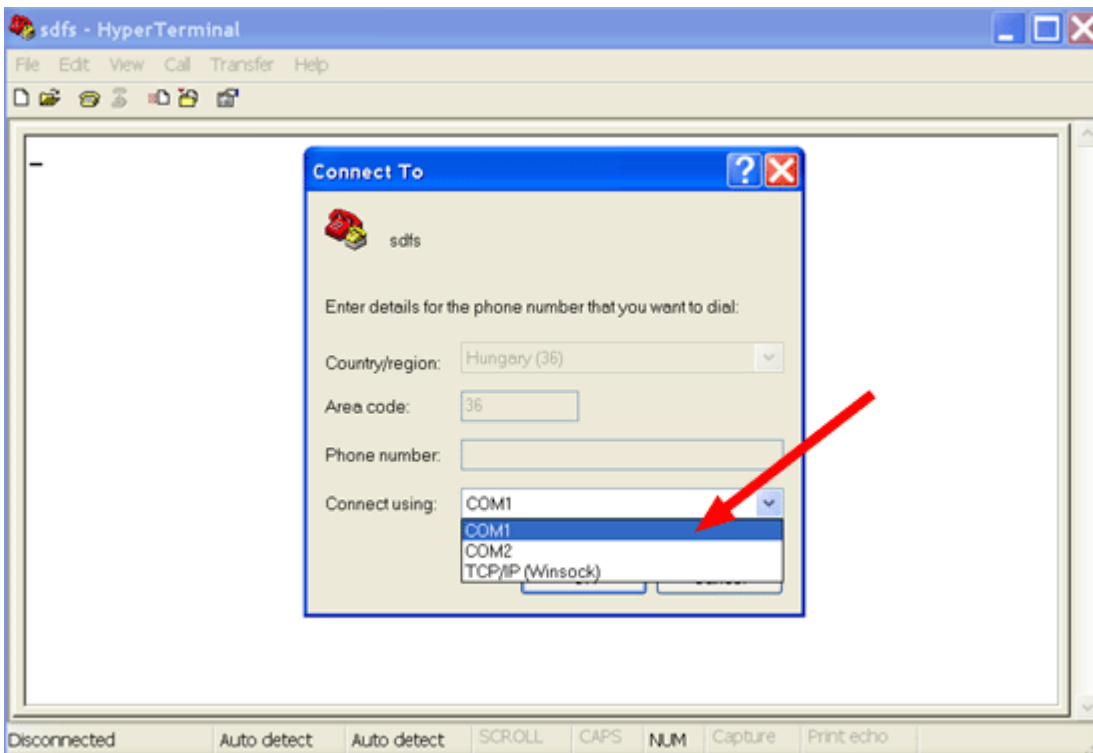 sdfs - HyperTerminal
File Edit View Call Transfer Help
Connect To
sdfs
Enter details for the phone number that you want to dial:
Country/region: Hungary (36)
Area code: 36
Phone number:
Connect using: COM1
COM1
COM2
TCP/IP (Winsock)
Disconnected Auto detect Auto detect SCROLL CAPS NUM Capture Print echo